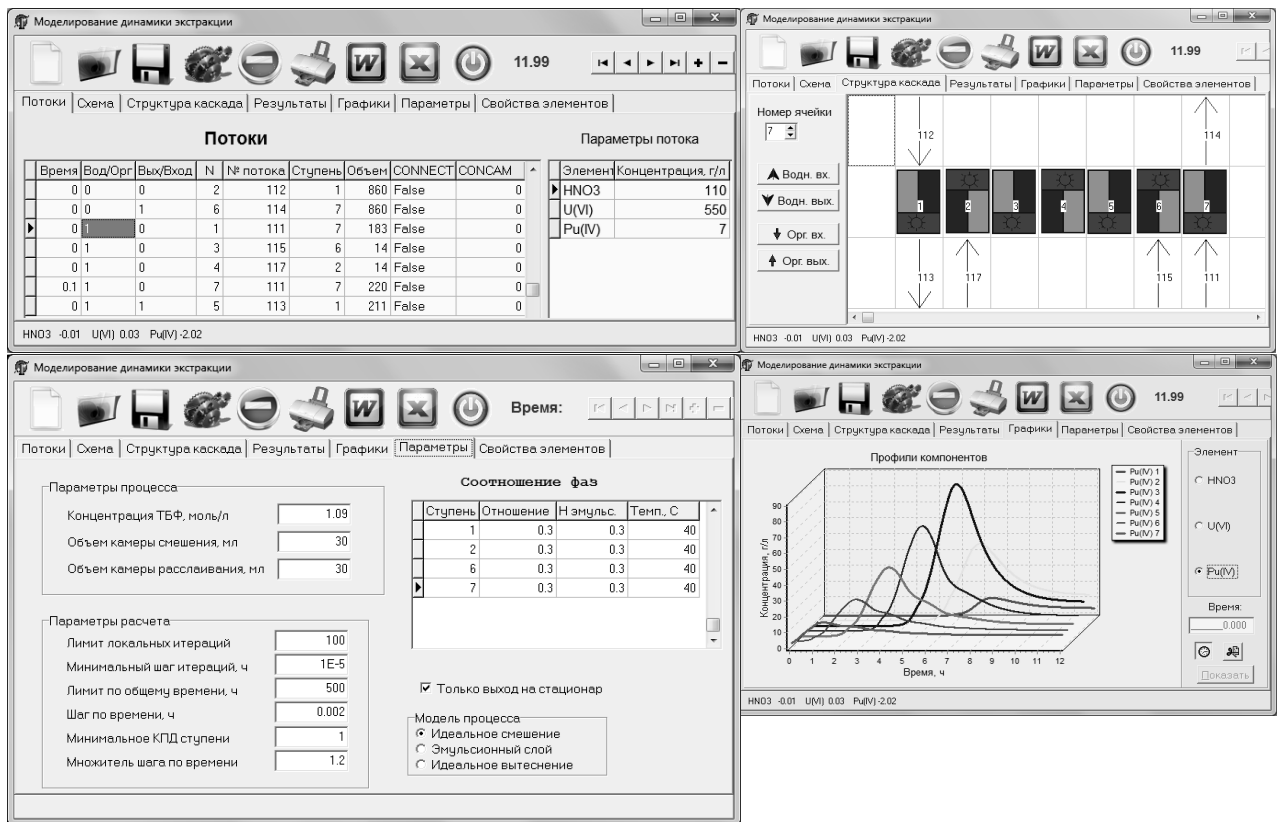 Моделирование динамики экстракции
W X 11.99
Потоки Схема Структура каскада Результаты Графики Параметры Свойства элементов
Потоки
Время Вод/Орг Вых/Вход N № потока Ступень Объем CONNECT CONCAM
0 0 0 2 112 1 860 False 0
0 0 1 6 114 7 860 False 0
0 1 0 1 111 7 183 False 0
0 1 0 3 115 6 14 False 0
0 1 0 4 117 2 14 False 0
0.1 1 0 7 111 7 220 False 0
0 1 1 5 113 1 211 False 0
Параметры потока
Элемент Концентрация, г/л
HNO3 110
U(VI) 550
Pu(IV) 7
HNO3 -0.01 U(VI) 0.03 Pu(IV) -2.02
Моделирование динамики экстракции
W X 11.99
Потоки Схема Структура каскада Результаты Графики Параметры Свойства элементов
Номер ячейки
7
Водн. вх.
Водн. вых.
Орг. вх.
Орг. вых.
112 114
1 2 3 4 5 6 7
113 117 115 111
HNO3 -0.01 U(VI) 0.03 Pu(IV) -2.02
Моделирование динамики экстракции
W X Время:
Потоки Схема Структура каскада Результаты Графики Параметры Свойства элементов
Параметры процесса
Концентрация ТБФ, моль/л 1.09
Объем камеры смешения, мл 30
Объем камеры расслаивания, мл 30
Параметры расчета
Лимит локальных итераций 100
Минимальный шаг итераций, ч 1E-5
Лимит по общему времени, ч 500
Шаг по времени, ч 0.002
Минимальное КПД ступени 1
Множитель шага по времени 1.2
Соотношение фаз
Ступень Отношение Н эмульс. Темп., С
1 0.3 0.3 40
2 0.3 0.3 40
6 0.3 0.3 40
7 0.3 0.3 40
Только выход на стационар
Модель процесса
Идеальное смешение
Эмульсионный слой
Идеальное вытеснение
Моделирование динамики экстракции
W X 11.99
Потоки Схема Структура каскада Результаты Графики Параметры Свойства элементов
Профили компонентов
Концентрация, г/л
90
80
70
60
50
40
30
20
10
0
0 1 2 3 4 5 6 7 8 9 10 11 12
Время, ч
Pu(IV) 1
Pu(IV) 2
Pu(IV) 3
Pu(IV) 4
Pu(IV) 5
Pu(IV) 6
Pu(IV) 7
Элемент
HNO3
U(VI)
Pu(IV)
Время:
0.000
Показать
HNO3 -0.01 U(VI) 0.03 Pu(IV) -2.02